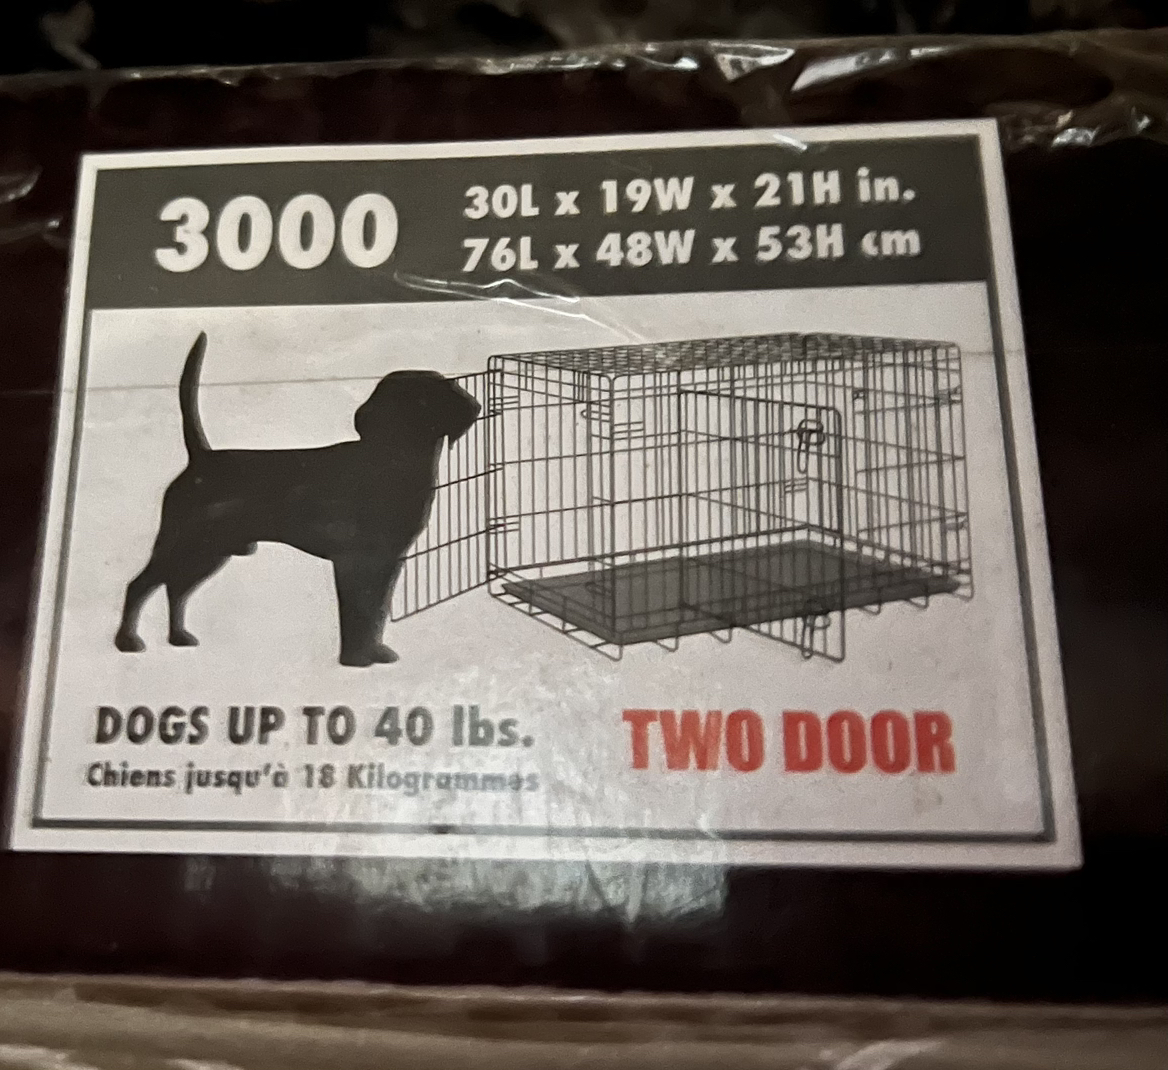 3000
30L x 19W x 21H in.
76L x 48W x 53H cm
DOGS UP TO 40 lbs.
Chiens jusqu'à 18 Kilogrammes
TWO DOOR